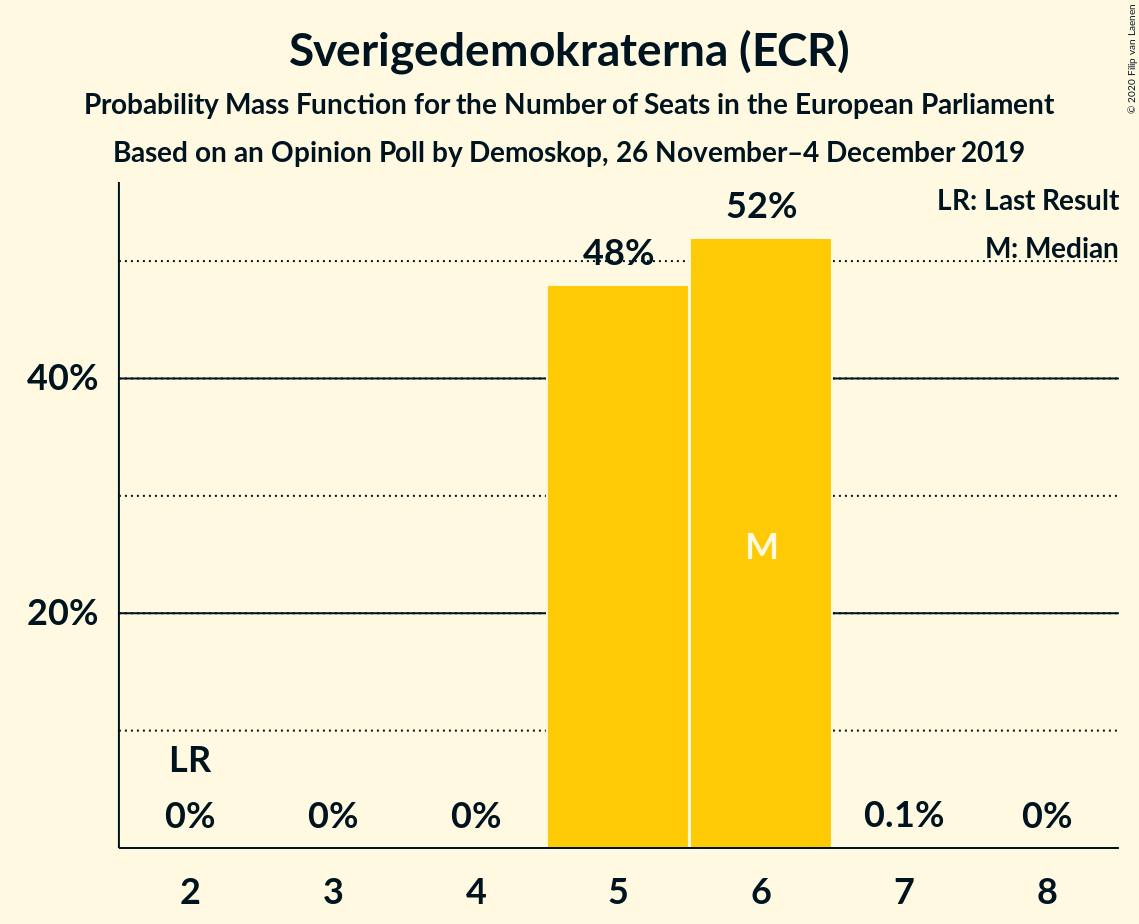 Sverigedemokraterna (ECR)
Probability Mass Function for the Number of Seats in the European Parliament
Based on an Opinion Poll by Demoskop, 26 November–4 December 2019
© 2020 Filip van Laenen
LR: Last Result
M: Median
52%
48%
40%
M
20%
LR
0%
0%
0%
0.1%
0%
2
3
4
5
6
7
8